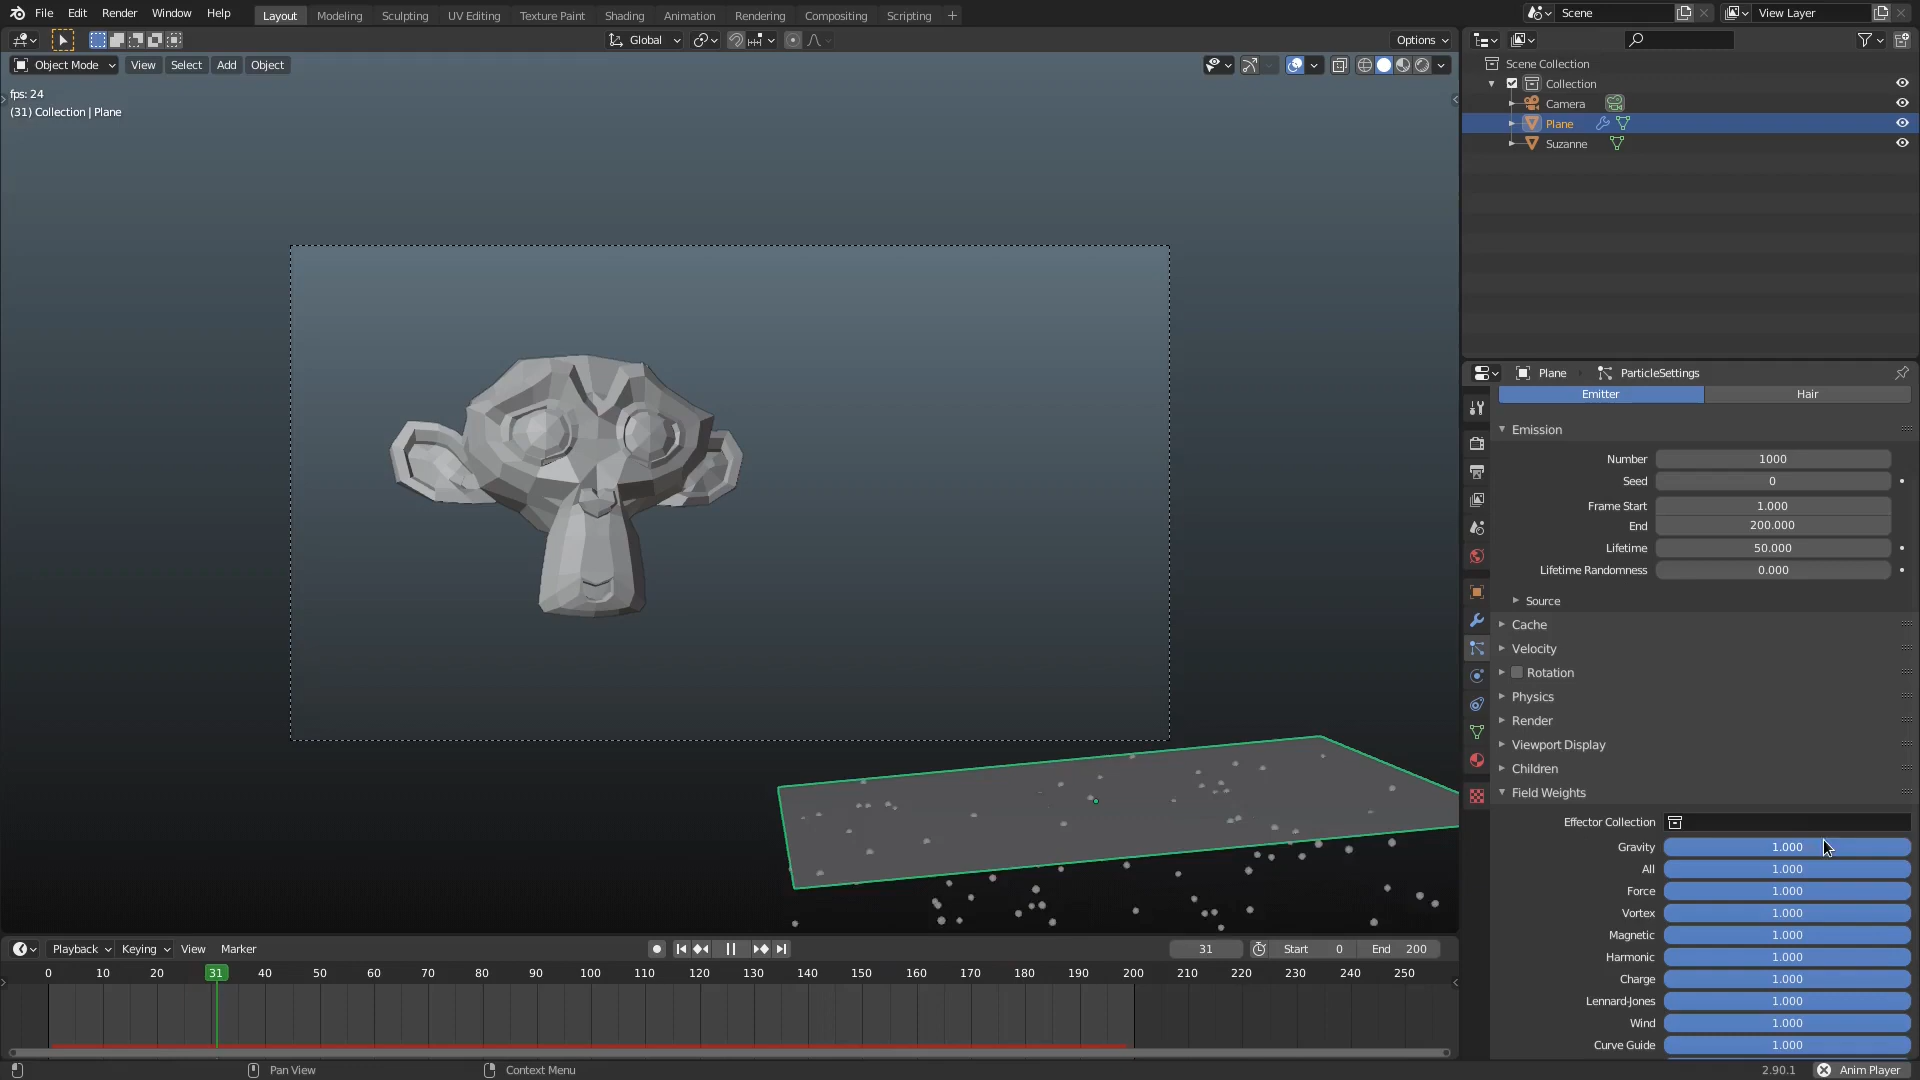 File Edit Render Window Help
Layout Modeling Sculpting UV Editing Texture Paint Shading Animation Rendering Compositing Scripting +
Scene
View Layer
Global
Options
Object Mode View Select Add Object
fps: 24
(31) Collection | Plane
Scene Collection
Collection
Camera
Plane
Suzanne
Plane ParticleSettings
Emitter Hair
Emission
Number 1000
Seed 0
Frame Start 1.000
End 200.000
Lifetime 50.000
Lifetime Randomness 0.000
Source
Cache
Velocity
Rotation
Physics
Render
Viewport Display
Children
Field Weights
Effector Collection
Gravity 1.000
All 1.000
Force 1.000
Vortex 1.000
Magnetic 1.000
Harmonic 1.000
Charge 1.000
Lennard-Jones 1.000
Wind 1.000
Curve Guide 1.000
Playback Keying View Marker
31 Start 0 End 200
0 10 20 31 40 50 60 70 80 90 100 110 120 130 140 150 160 170 180 190 200 210 220 230 240 250
Pan View
Context Menu
2.90.1 Anim Player